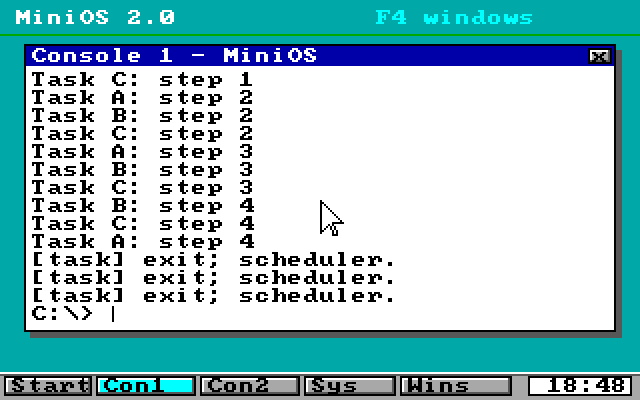 MiniOS 2.0 F4 windows
Console 1 - MiniOS
Task C: step 1
Task A: step 2
Task B: step 2
Task C: step 2
Task A: step 3
Task B: step 3
Task C: step 3
Task B: step 4
Task C: step 4
Task A: step 4
[task] exit; scheduler.
[task] exit; scheduler.
[task] exit; scheduler.
C:\>
Start Con1 Con2 Sys Wins 18:48